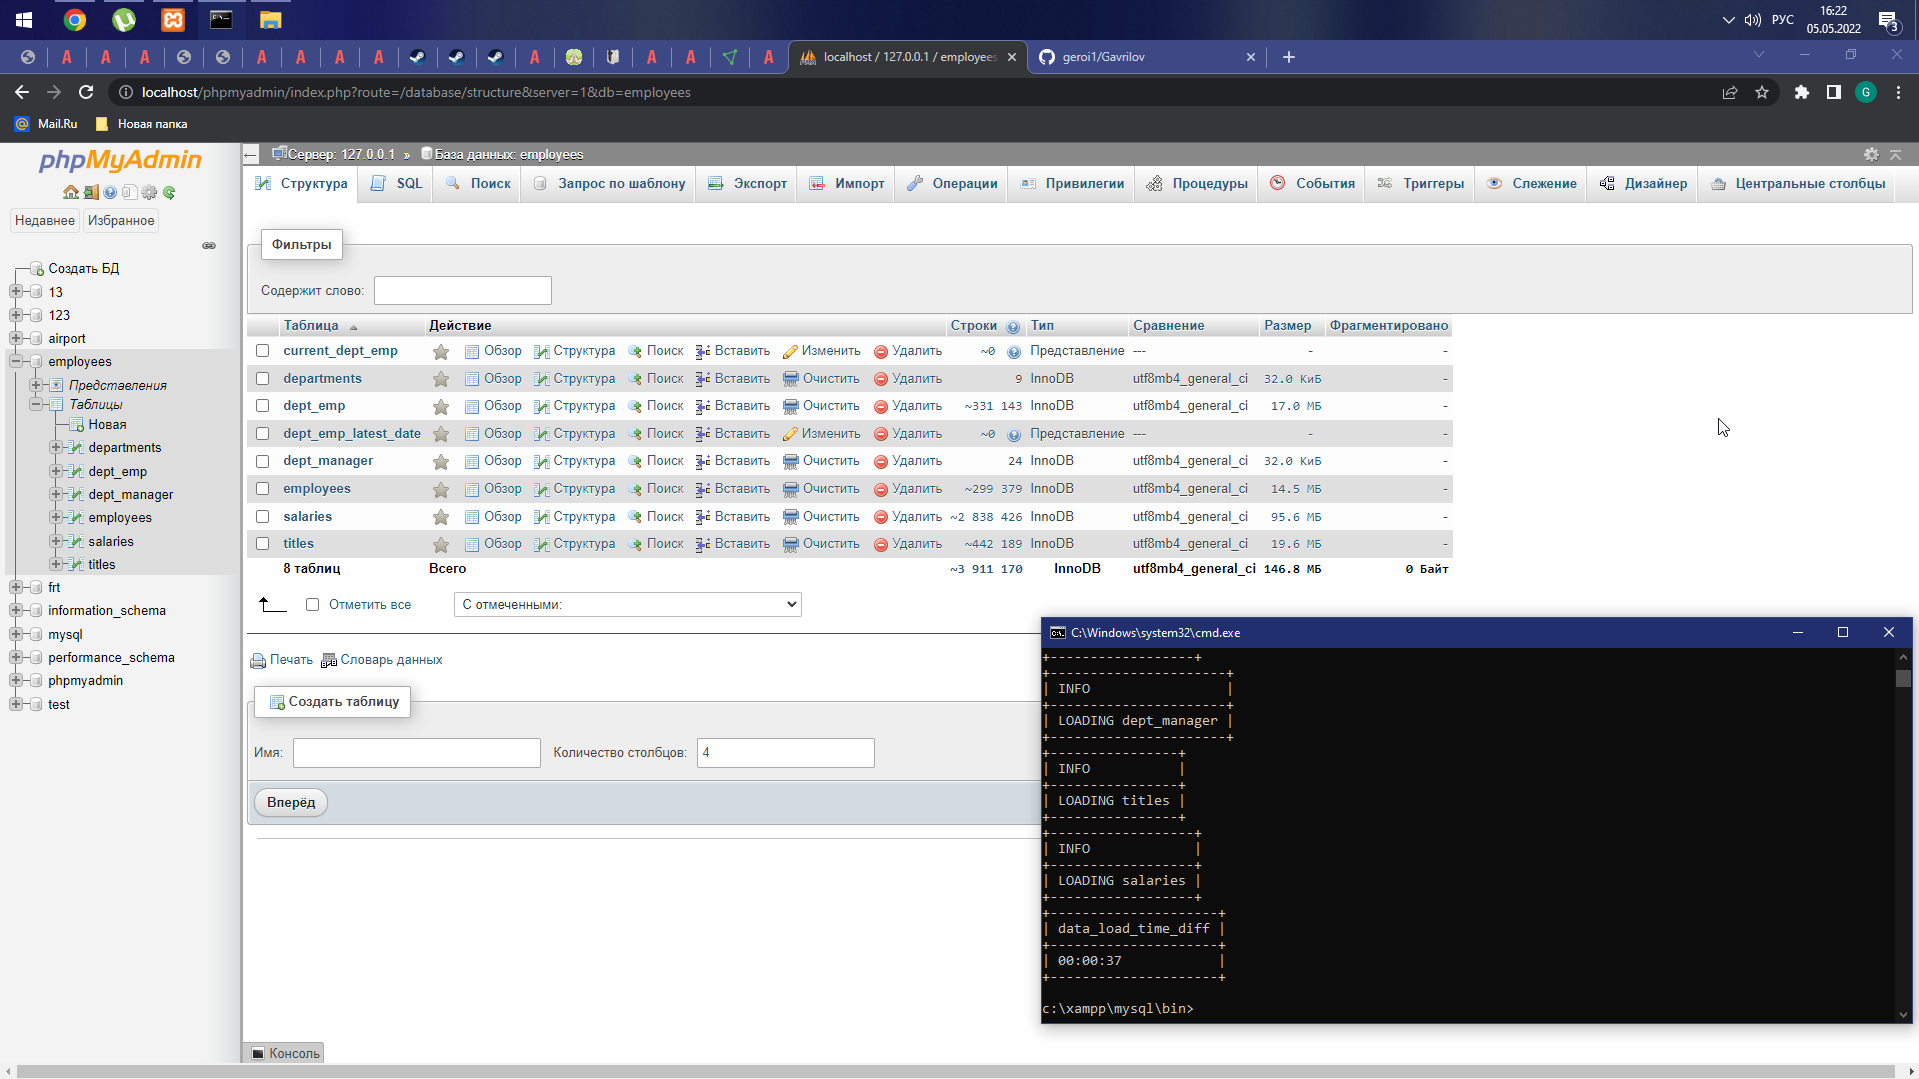 16:22
РУС
05.05.2022
3
localhost / 127.0.0.1 / employees
geroi1/Gavrilov
localhost/phpmyadmin/index.php?route=/database/structure&server=1&db=employees
G
Mail.Ru
Новая папка
phpMyAdmin
Недавнее
Избранное
Создать БД
13
123
airport
employees
Представления
Таблицы
Новая
departments
dept_emp
dept_manager
employees
salaries
titles
frt
information_schema
mysql
performance_schema
phpmyadmin
test
Сервер: 127.0.0.1 » База данных: employees
Структура SQL Поиск Запрос по шаблону Экспорт Импорт Операции Привилегии Процедуры События Триггеры Слежение Дизайнер Центральные столбцы
Фильтры
Содержит слово:
Таблица Действие Строки Тип Сравнение Размер Фрагментировано
current_dept_emp Обзор Структура Поиск Вставить Изменить Удалить ~0 Представление --- - -
departments Обзор Структура Поиск Вставить Очистить Удалить 9 InnoDB utf8mb4_general_ci 32.0 КиБ -
dept_emp Обзор Структура Поиск Вставить Очистить Удалить ~331 143 InnoDB utf8mb4_general_ci 17.0 МБ -
dept_emp_latest_date Обзор Структура Поиск Вставить Изменить Удалить ~0 Представление --- - -
dept_manager Обзор Структура Поиск Вставить Очистить Удалить 24 InnoDB utf8mb4_general_ci 32.0 КиБ -
employees Обзор Структура Поиск Вставить Очистить Удалить ~299 379 InnoDB utf8mb4_general_ci 14.5 МБ -
salaries Обзор Структура Поиск Вставить Очистить Удалить ~2 838 426 InnoDB utf8mb4_general_ci 95.6 МБ -
titles Обзор Структура Поиск Вставить Очистить Удалить ~442 189 InnoDB utf8mb4_general_ci 19.6 МБ -
8 таблиц Всего ~3 911 170 InnoDB utf8mb4_general_ci 146.8 МБ 0 Байт
Отметить все
С отмеченными:
Печать Словарь данных
Создать таблицу
Имя:
Количество столбцов: 4
Вперёд
Консоль
C:\Windows\system32\cmd.exe
+------------------+
+----------------------+
| INFO                 |
+----------------------+
| LOADING dept_manager |
+----------------------+
+----------------+
| INFO           |
+----------------+
| LOADING titles |
+----------------+
+------------------+
| INFO             |
+------------------+
| LOADING salaries |
+------------------+
+---------------------+
| data_load_time_diff |
+---------------------+
| 00:00:37            |
+---------------------+
c:\xampp\mysql\bin>